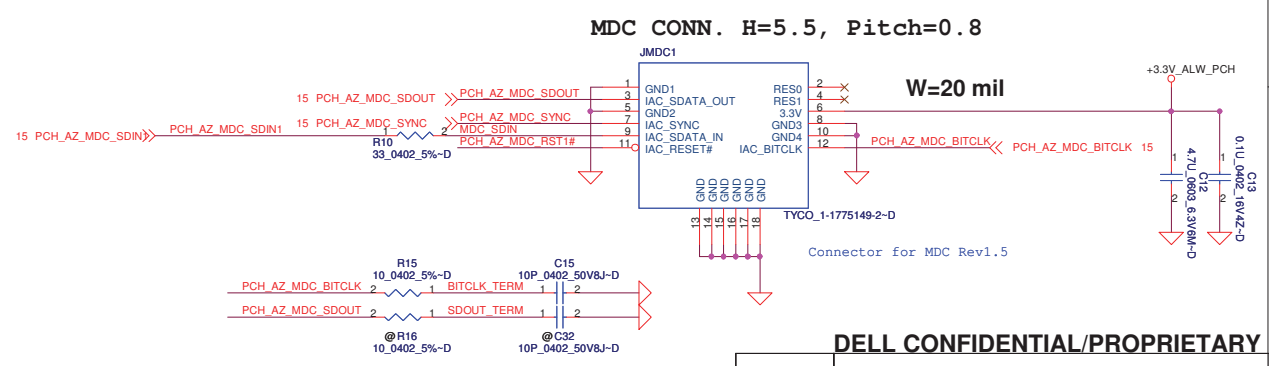 MDC CONN. H=5.5, Pitch=0.8
JMDC1
+3.3V_ALW_PCH
W=20 mil
1 GND1 RES0 2
15 PCH_AZ_MDC_SDOUT PCH_AZ_MDC_SDOUT 3 IAC_SDATA_OUT RES1 4
5 GND2 3.3V 6
15 PCH_AZ_MDC_SYNC PCH_AZ_MDC_SYNC 7 IAC_SYNC GND3 8
15 PCH_AZ_MDC_SDIN1 PCH_AZ_MDC_SDIN1 1 2 MDC_SDIN 9 IAC_SDATA_IN GND4 10
R10
33_0402_5%~D
PCH_AZ_MDC_RST1# 11 IAC_RESET# IAC_BITCLK 12 PCH_AZ_MDC_BITCLK PCH_AZ_MDC_BITCLK 15
1 2 C12
4.7U_0603_6.3V6M~D
1 2 C13
0.1U_0402_16V4Z~D
GND GND GND GND GND GND
13 14 15 16 17 18
TYCO_1-1775149-2~D
Connector for MDC Rev1.5
R15 C15
10_0402_5%~D 10P_0402_50V8J~D
PCH_AZ_MDC_BITCLK 2 1 BITCLK_TERM 1 2
PCH_AZ_MDC_SDOUT 2 1 SDOUT_TERM 1 2
@R16 @C32
10_0402_5%~D 10P_0402_50V8J~D
DELL CONFIDENTIAL/PROPRIETARY